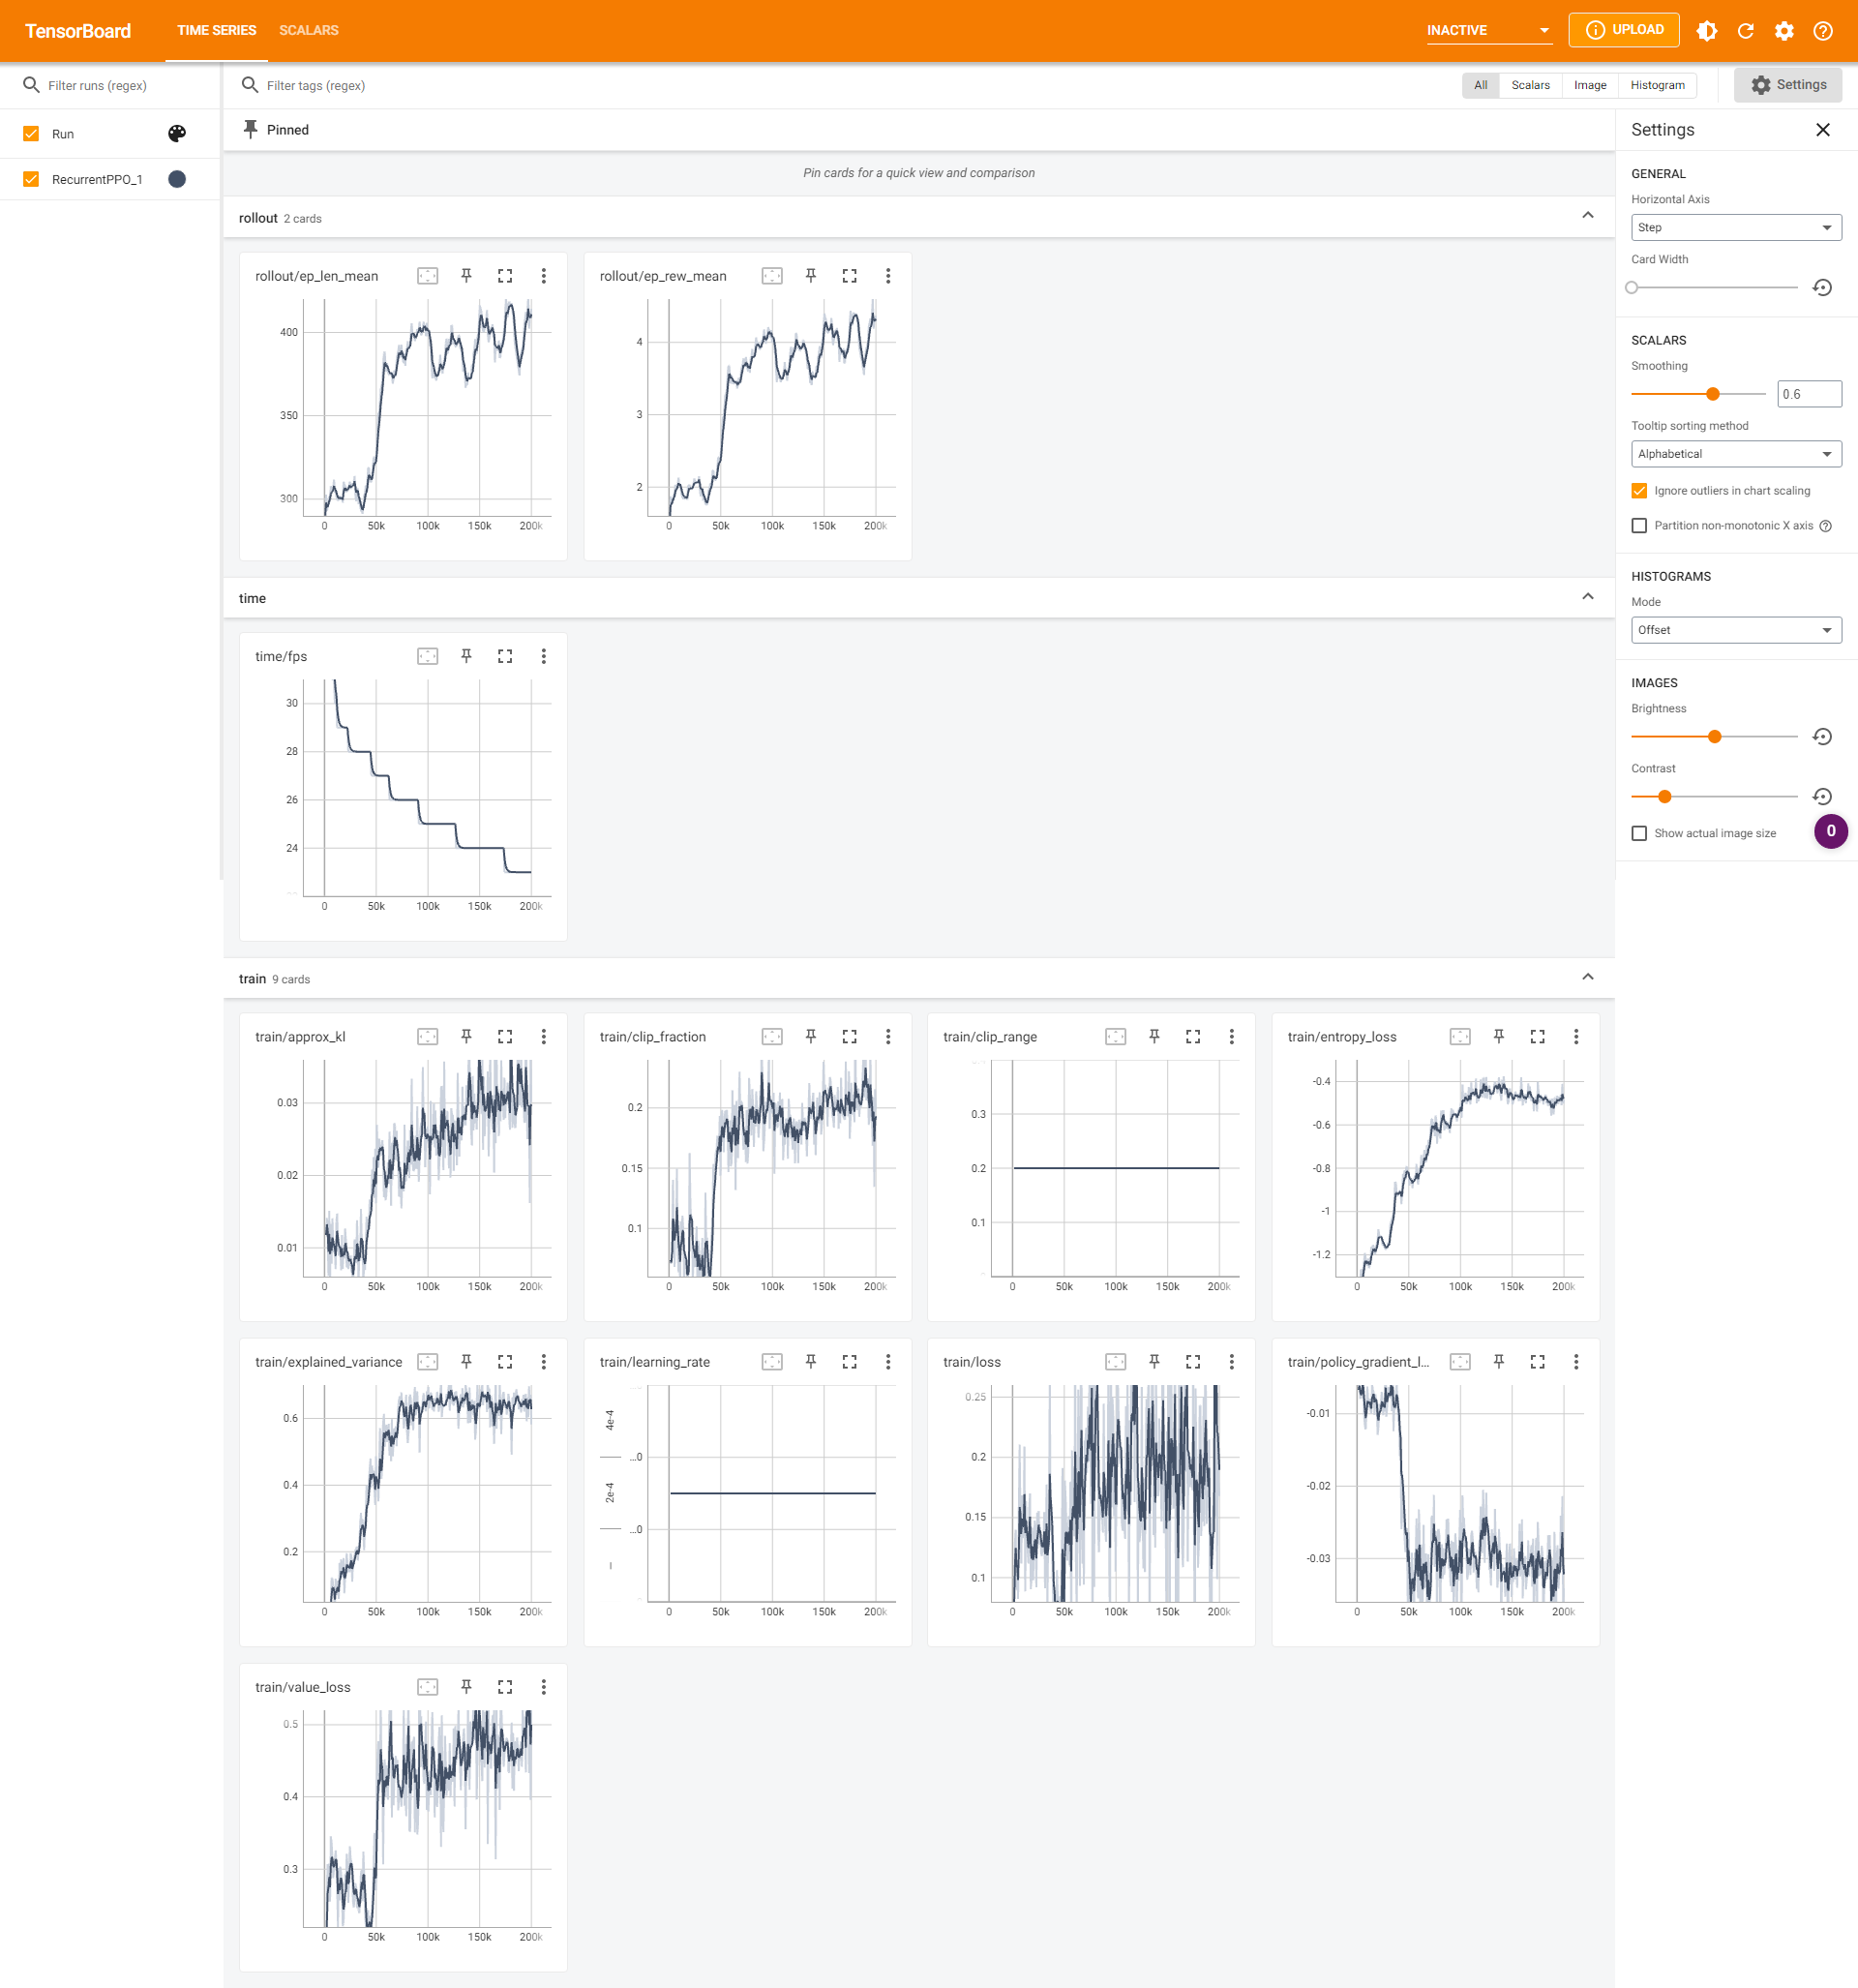 TensorBoard
TIME SERIES
SCALARS
INACTIVE
UPLOAD
Filter runs (regex)
Filter tags (regex)
All
Scalars
Image
Histogram
Settings
Run
RecurrentPPO_1
Pinned
Pin cards for a quick view and comparison
rollout 2 cards
rollout/ep_len_mean
400
350
300
0 50k 100k 150k 200k
rollout/ep_rew_mean
4
3
2
0 50k 100k 150k 200k
time
time/fps
30
28
26
24
0 50k 100k 150k 200k
train 9 cards
train/approx_kl
0.03
0.02
0.01
0 50k 100k 150k 200k
train/clip_fraction
0.2
0.15
0.1
0 50k 100k 150k 200k
train/clip_range
0.3
0.2
0.1
0 50k 100k 150k 200k
train/entropy_loss
-0.4
-0.6
-0.8
-1
-1.2
0 50k 100k 150k 200k
train/explained_variance
0.6
0.4
0.2
0 50k 100k 150k 200k
train/learning_rate
4e-4
...0
2e-4
...0
0 50k 100k 150k 200k
train/loss
0.25
0.2
0.15
0.1
0 50k 100k 150k 200k
train/policy_gradient_l...
-0.01
-0.02
-0.03
0 50k 100k 150k 200k
train/value_loss
0.5
0.4
0.3
0 50k 100k 150k 200k
Settings
GENERAL
Horizontal Axis
Step
Card Width
SCALARS
Smoothing
0.6
Tooltip sorting method
Alphabetical
Ignore outliers in chart scaling
Partition non-monotonic X axis
HISTOGRAMS
Mode
Offset
IMAGES
Brightness
Contrast
Show actual image size
0